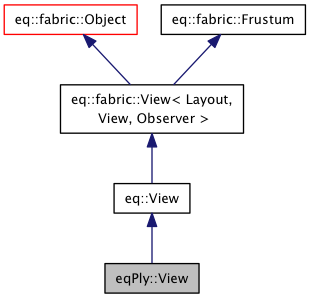 eq::fabric::Object
eq::fabric::Frustum
eq::fabric::View< Layout,
View, Observer >
eq::View
eqPly::View